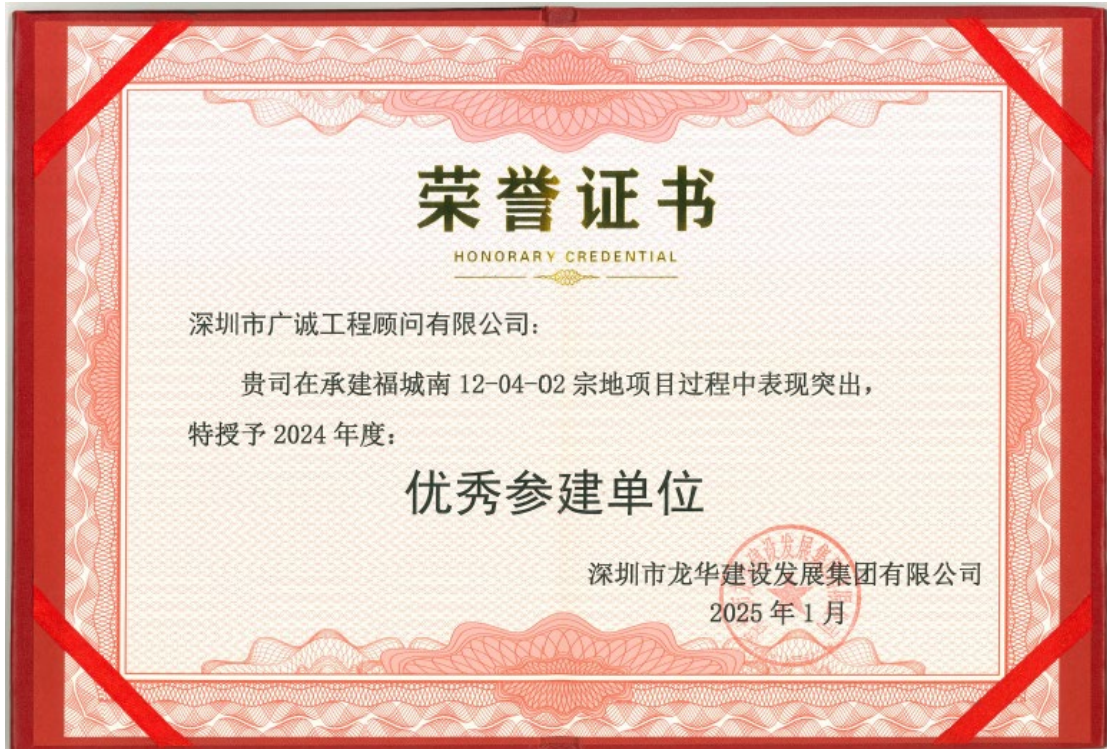 荣誉证书
HONORARY CREDENTIAL
深圳市广诚工程顾问有限公司：
贵司在承建福城南 12-04-02 宗地项目过程中表现突出，
特授予 2024 年度：
优秀参建单位
深圳市龙华建设发展集团有限公司
2025 年 1 月